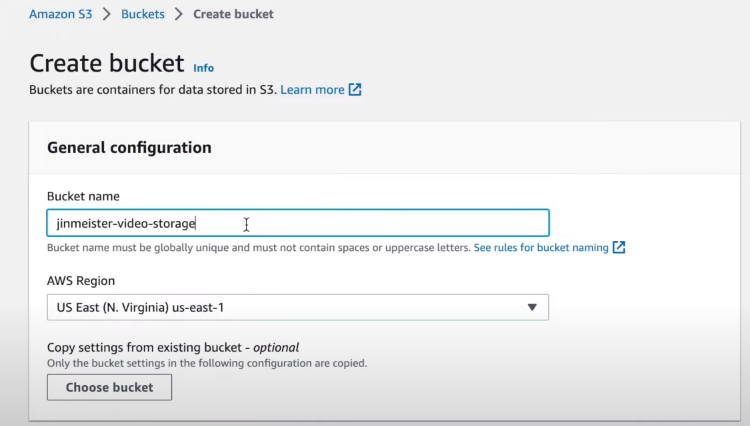 Amazon S3 > Buckets > Create bucket
Create bucket Info
Buckets are containers for data stored in S3. Learn more
General configuration
Bucket name
jinmeister-video-storage
Bucket name must be globally unique and must not contain spaces or uppercase letters. See rules for bucket naming
AWS Region
US East (N. Virginia) us-east-1
Copy settings from existing bucket - optional
Only the bucket settings in the following configuration are copied.
Choose bucket